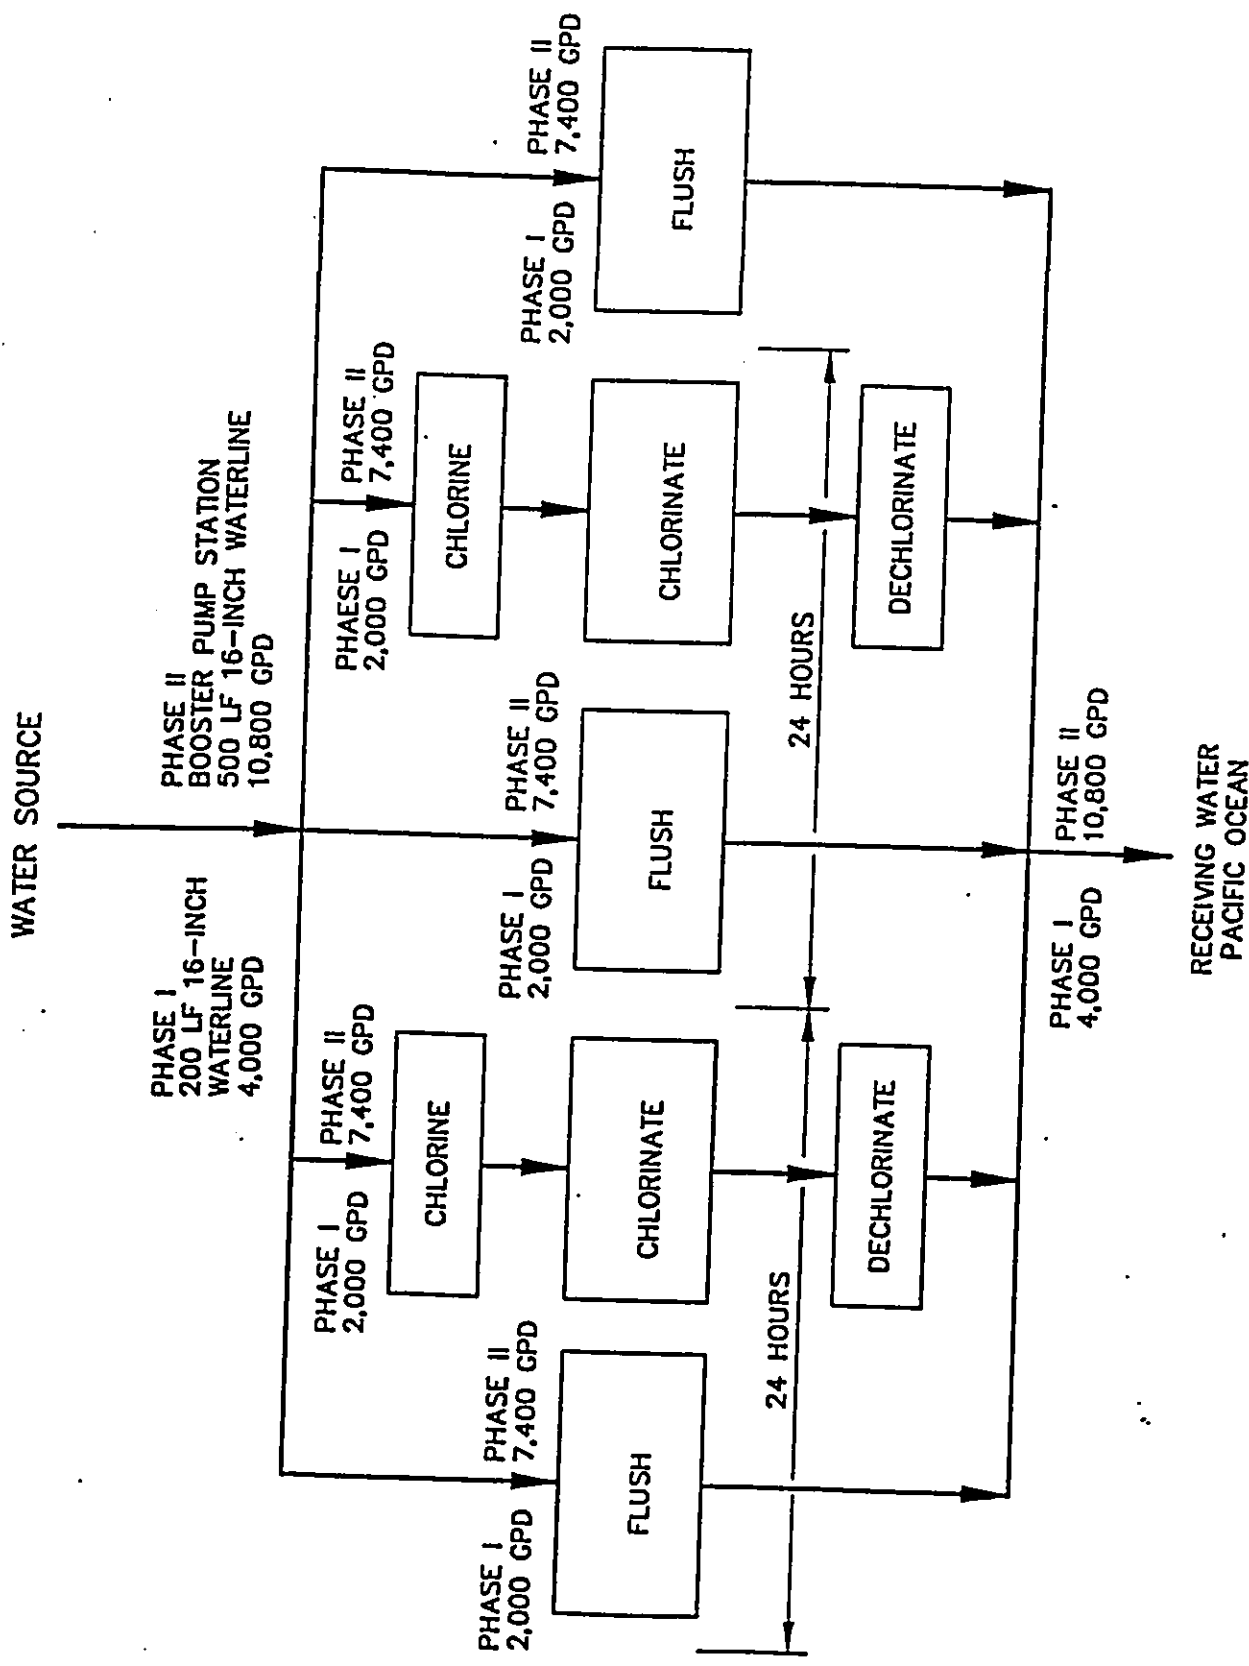 WATER SOURCE
PHASE I
200 LF 16-INCH
WATERLINE
4,000 GPD
PHASE II
BOOSTER PUMP STATION
500 LF 16-INCH WATERLINE
10,800 GPD
PHASE I
2,000 GPD
PHASE II
7,400 GPD
FLUSH
PHASE I
2,000 GPD
PHASE II
7,400 GPD
CHLORINE
CHLORINATE
DECHLORINATE
PHASE I
2,000 GPD
PHASE II
7,400 GPD
FLUSH
PHAESE I
2,000 GPD
PHASE II
7,400 GPD
CHLORINE
CHLORINATE
DECHLORINATE
PHASE I
2,000 GPD
PHASE II
7,400 GPD
FLUSH
24 HOURS
24 HOURS
PHASE I
4,000 GPD
PHASE II
10,800 GPD
RECEIVING WATER
PACIFIC OCEAN